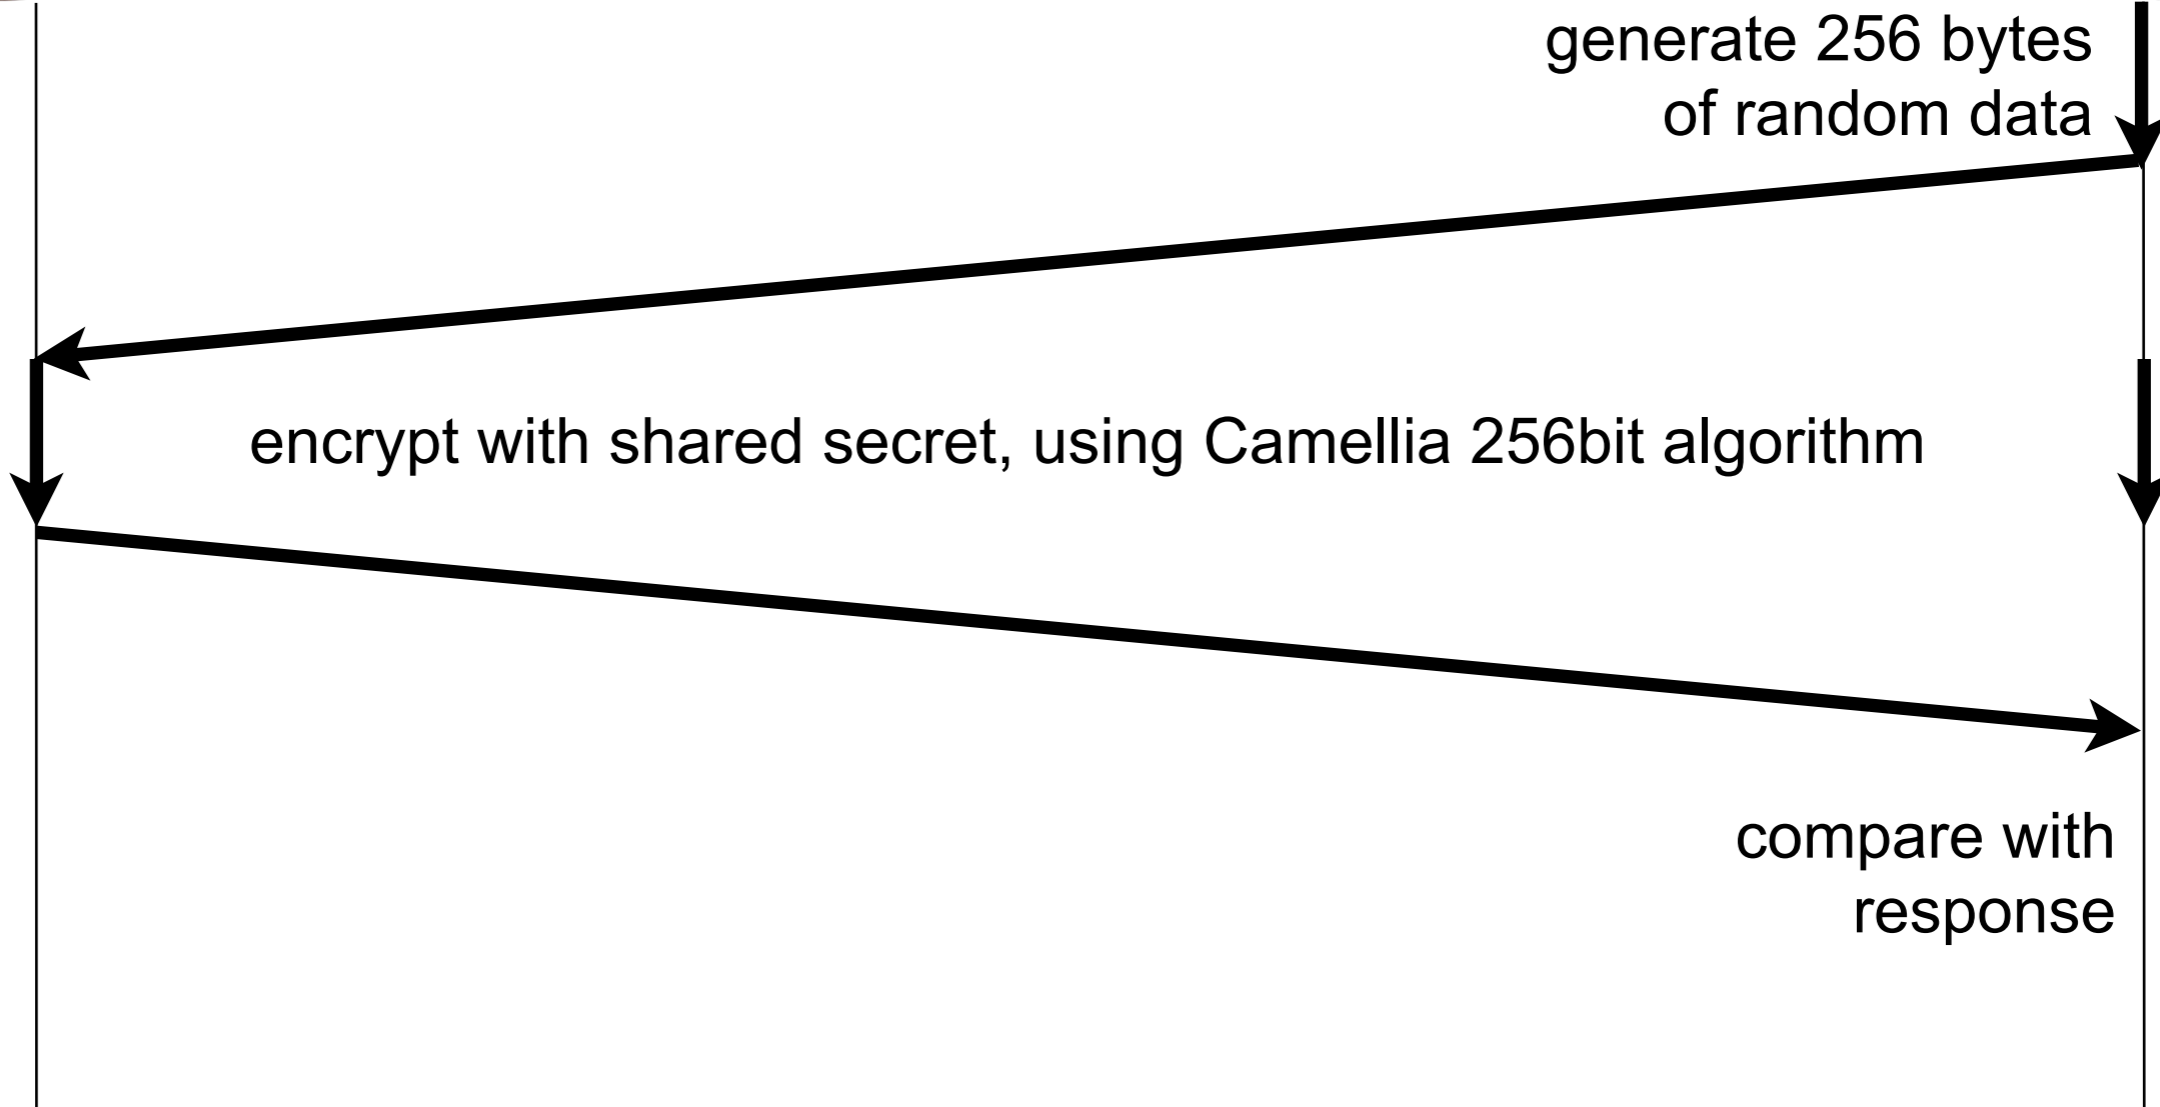 generate 256 bytes
of random data
encrypt with shared secret, using Camellia 256bit algorithm
compare with
response